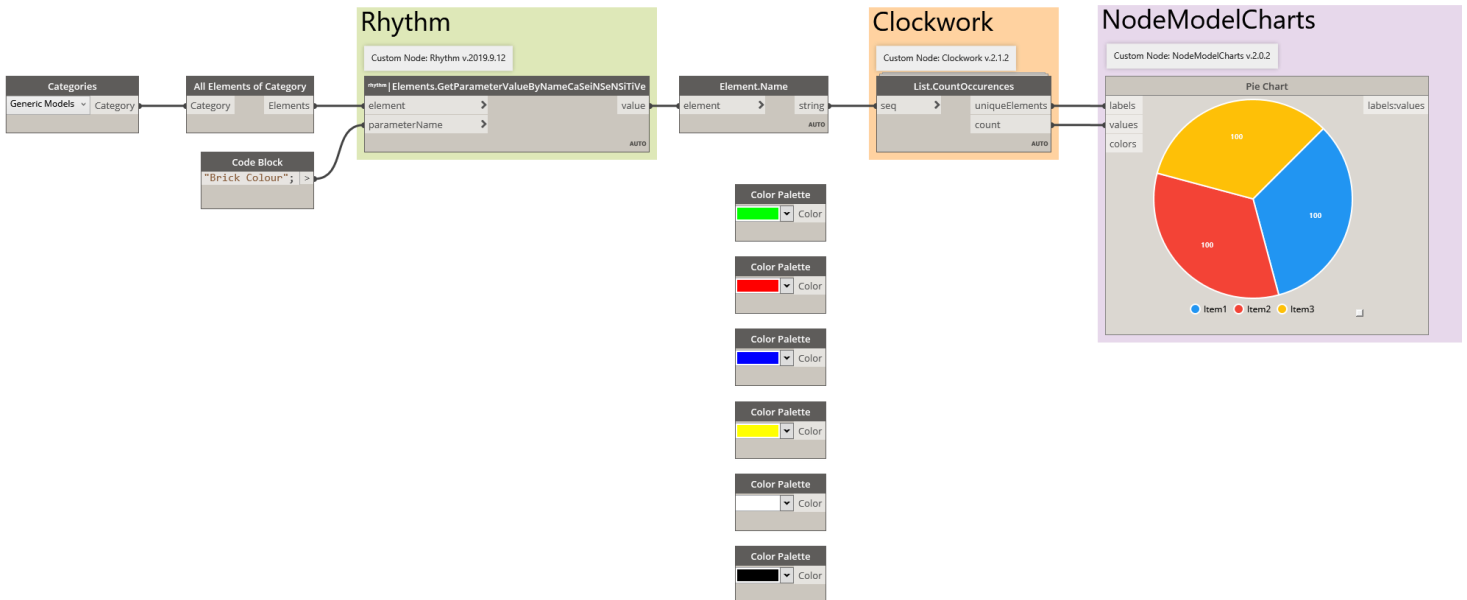 Rhythm
Custom Node: Rhythm v.2019.9.12
Clockwork
Custom Node: Clockwork v.2.1.2
NodeModelCharts
Custom Node: NodeModelCharts v.2.0.2
Categories
Generic Models Category
All Elements of Category
Category Elements
Code Block
"Brick Colour"; >
rhythm|Elements.GetParameterValueByNameCaSeiNSeNSiTiVe
element > value
parameterName >
AUTO
Element.Name
element > string
AUTO
List.CountOccurences
seq > uniqueElements
count
AUTO
Pie Chart
labels labels:values
values
colors
100
100
100
Item1 Item2 Item3
Color Palette
Color
Color Palette
Color
Color Palette
Color
Color Palette
Color
Color Palette
Color
Color Palette
Color